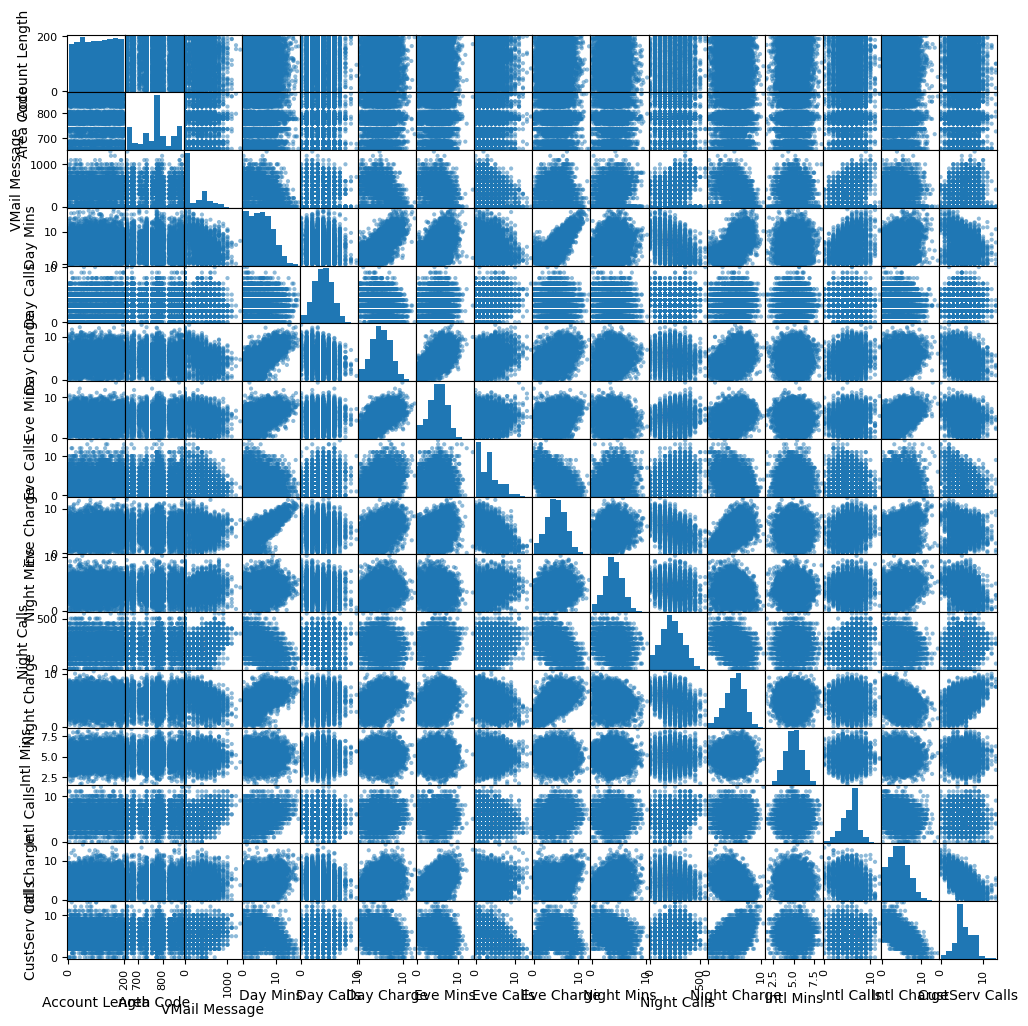 Account Length
200
0
Area Code
800
700
VMail Message
1000
0
Day Mins
10
0
Day Calls
10
0
Day Charge
10
0
Eve Mins
10
0
Eve Calls
10
0
Eve Charge
10
0
Night Mins
10
0
Night Calls
500
0
Night Charge
10
0
Intl Mins
7.5
5.0
2.5
Intl Calls
10
0
Intl Charge
10
0
CustServ Calls
10
0
0 200 700 800 0 1000 0 10 0 10 0 10 0 10 0 10 0 10 0 500 0 10 2.5 5.0 7.5 0 10 0 10 0 10
Account Length Area Code VMail Message Day Mins Day Calls Day Charge Eve Mins Eve Calls Eve Charge Night Mins Night Calls Night Charge Intl Mins Intl Calls Intl Charge CustServ Calls